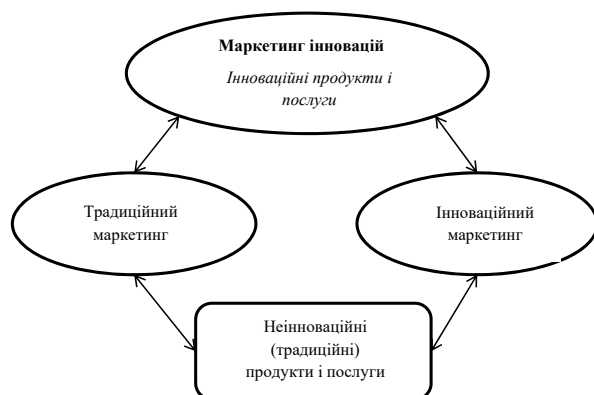 Маркетинг інновацій
Інноваційні продукти і
послуги
Традиційний
маркетинг
Інноваційний
маркетинг
Неінноваційні
(традиційні)
продукти і послуги